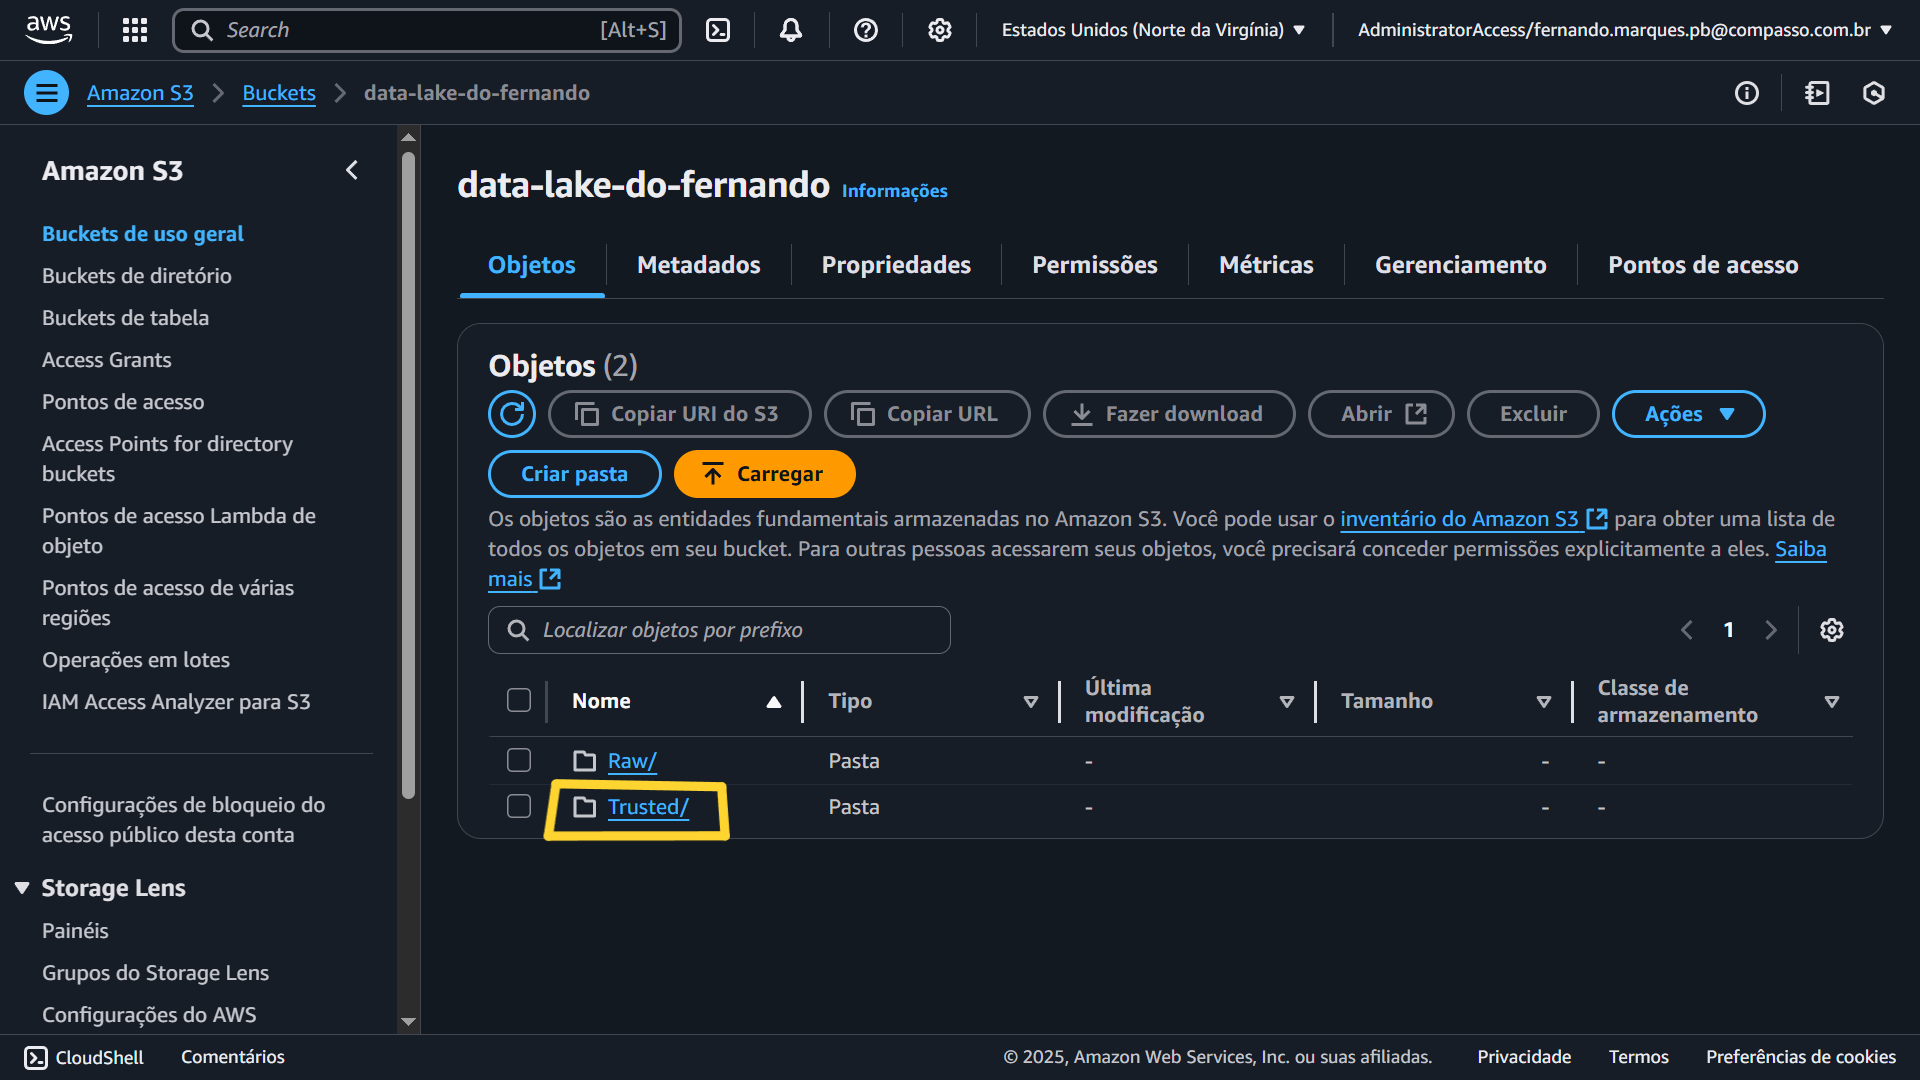 aws
Search [Alt+S]
Estados Unidos (Norte da Virgínia)
AdministratorAccess/fernando.marques.pb@compasso.com.br
Amazon S3
Buckets
data-lake-do-fernando
Amazon S3
Buckets de uso geral
Buckets de diretório
Buckets de tabela
Access Grants
Pontos de acesso
Access Points for directory
buckets
Pontos de acesso Lambda de
objeto
Pontos de acesso de várias
regiões
Operações em lotes
IAM Access Analyzer para S3
Configurações de bloqueio do
acesso público desta conta
Storage Lens
Painéis
Grupos do Storage Lens
Configurações do AWS
data-lake-do-fernando Informações
Objetos Metadados Propriedades Permissões Métricas Gerenciamento Pontos de acesso
Objetos (2)
Copiar URI do S3 Copiar URL Fazer download Abrir Excluir Ações
Criar pasta Carregar
Os objetos são as entidades fundamentais armazenadas no Amazon S3. Você pode usar o inventário do Amazon S3 para obter uma lista de
todos os objetos em seu bucket. Para outras pessoas acessarem seus objetos, você precisará conceder permissões explicitamente a eles. Saiba
mais
Localizar objetos por prefixo
1
Nome Tipo Última modificação Tamanho Classe de armazenamento
Raw/ Pasta - - -
Trusted/ Pasta - - -
CloudShell Comentários © 2025, Amazon Web Services, Inc. ou suas afiliadas. Privacidade Termos Preferências de cookies